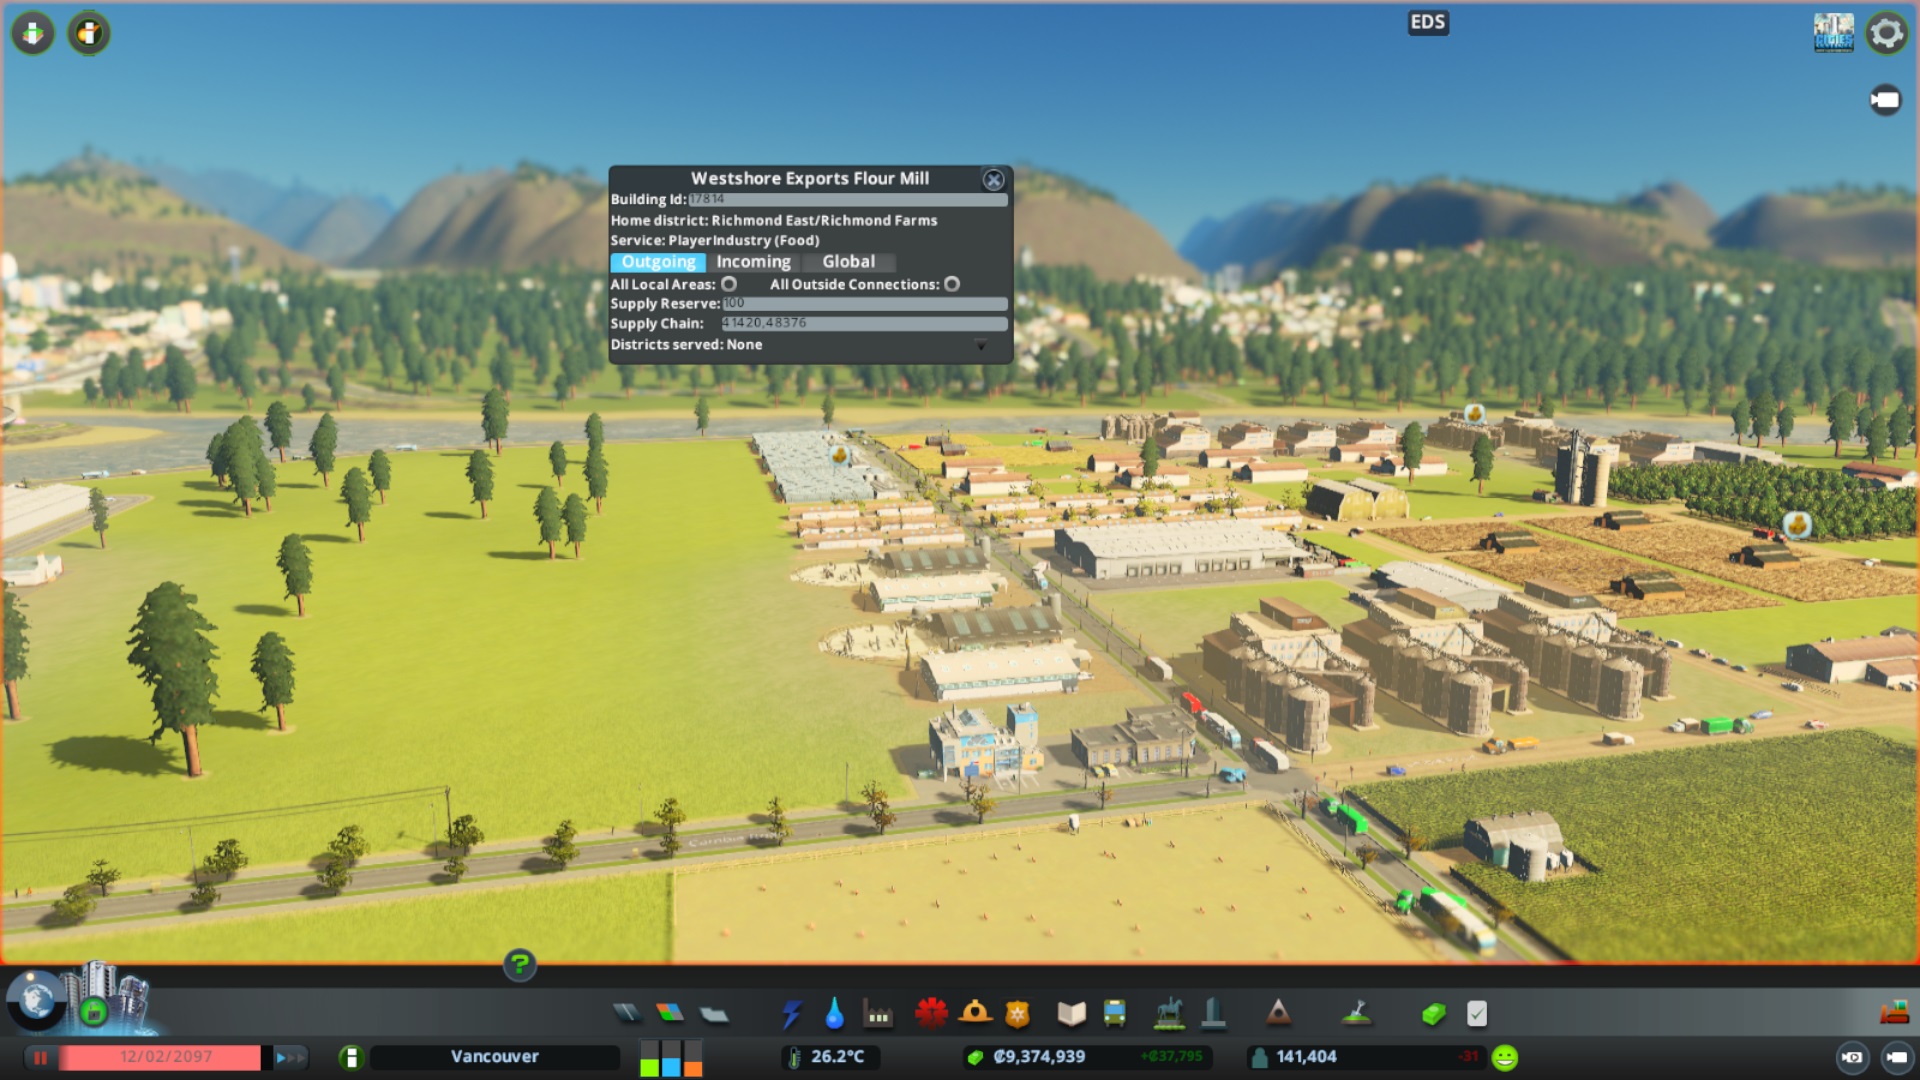 EDS
Westshore Exports Flour Mill
Building Id: 17814
Home district: Richmond East/Richmond Farms
Service: PlayerIndustry (Food)
Outgoing Incoming Global
All Local Areas: All Outside Connections:
Supply Reserve: 100
Supply Chain: 41420,48376
Districts served: None
?
12/02/2097 Vancouver 26.2°C ₡9,374,939 +₡37,795 141,404 -31